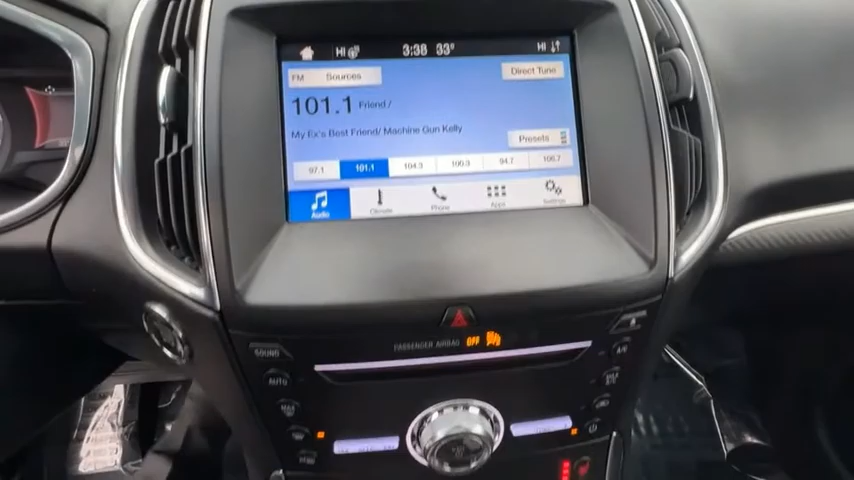 HI 3:38 33° HI
FM Sources Direct Tune
101.1 Friend /
My Ex's Best Friend/ Machine Gun Kelly
Presets
97.1 101.1 104.3 100.3 94.7 106.7
Audio Climate Phone Apps Settings
PASSENGER AIRBAG OFF
SOUND
AUTO
A/C
MAX
MAX A/C